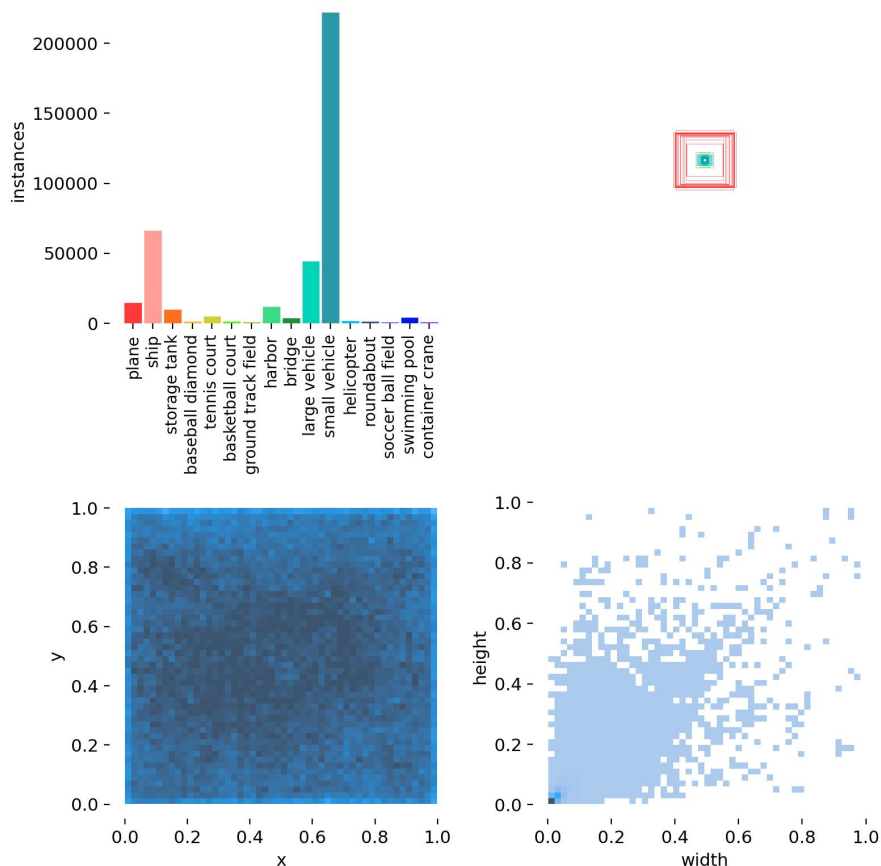 200000
150000
100000
50000
0
instances
plane
ship
storage tank
baseball diamond
tennis court
basketball court
ground track field
harbor
bridge
large vehicle
small vehicle
helicopter
roundabout
soccer ball field
swimming pool
container crane
1.0
0.8
0.6
0.4
0.2
0.0
y
0.0 0.2 0.4 0.6 0.8 1.0
x
1.0
0.8
0.6
0.4
0.2
0.0
height
0.0 0.2 0.4 0.6 0.8 1.0
width